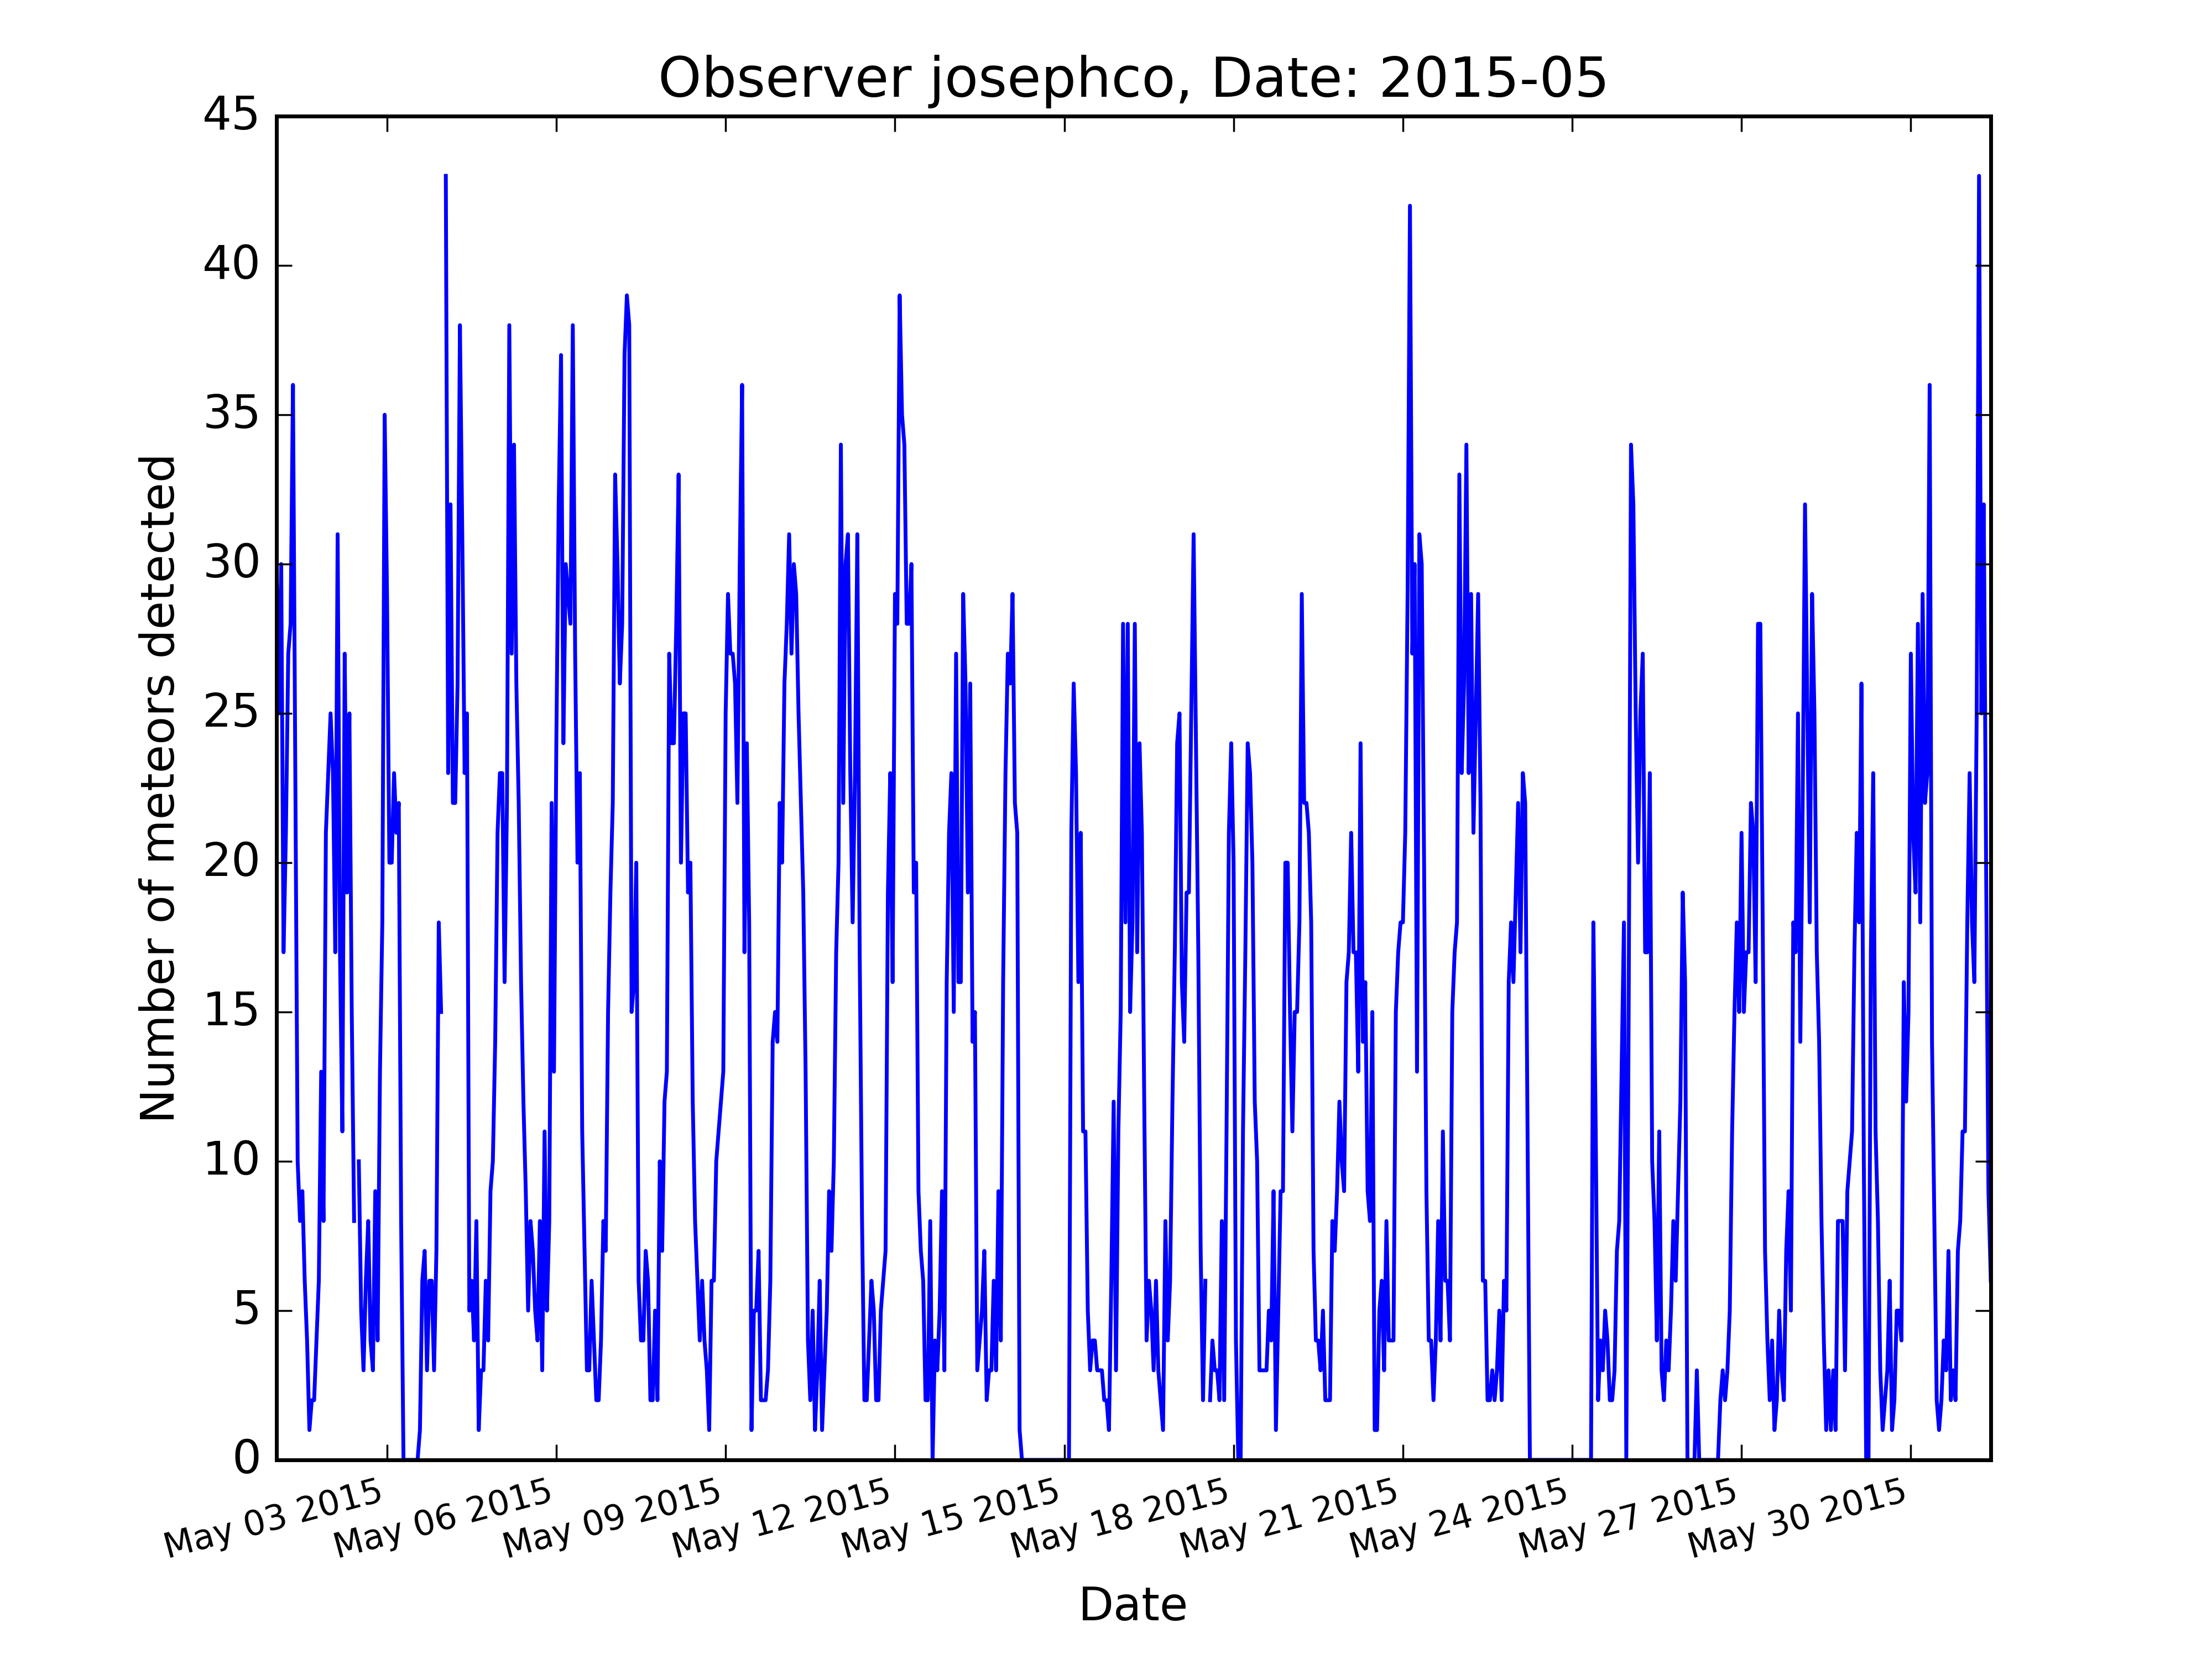 Observer josephco, Date: 2015-05
Number of meteors detected
45
40
35
30
25
20
15
10
5
0
May 03 2015
May 06 2015
May 09 2015
May 12 2015
May 15 2015
May 18 2015
May 21 2015
May 24 2015
May 27 2015
May 30 2015
Date